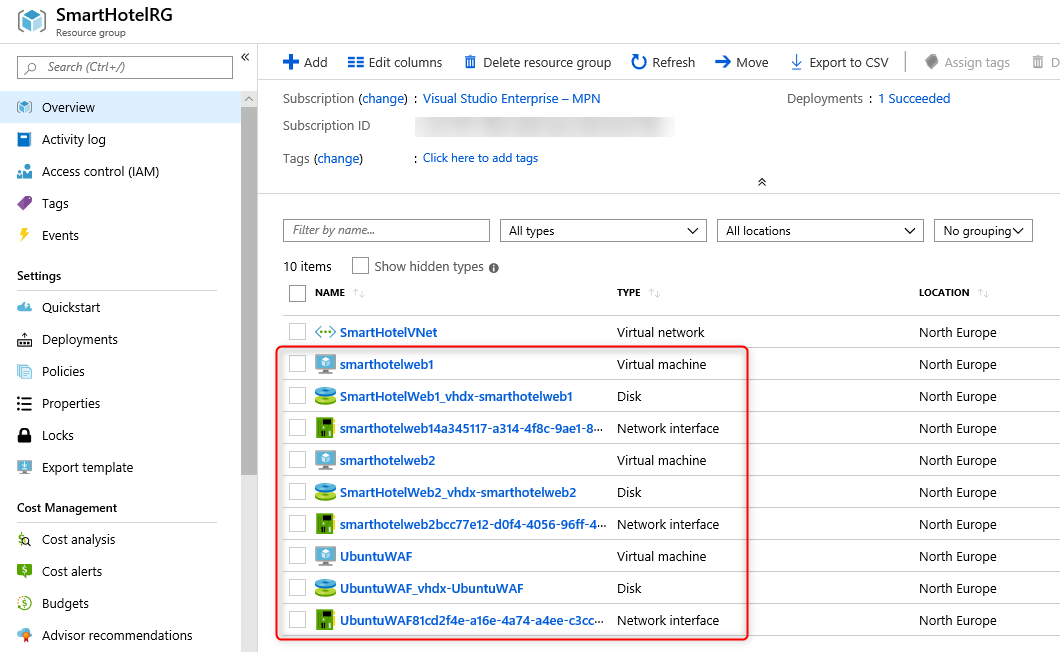 SmartHotelRG
Resource group
Search (Ctrl+/)
«
Overview
Activity log
Access control (IAM)
Tags
Events
Settings
Quickstart
Deployments
Policies
Properties
Locks
Export template
Cost Management
Cost analysis
Cost alerts
Budgets
Advisor recommendations
Add Edit columns Delete resource group Refresh Move Export to CSV Assign tags D
Subscription (change) : Visual Studio Enterprise – MPN Deployments : 1 Succeeded
Subscription ID
Tags (change) : Click here to add tags
Filter by name... All types All locations No grouping
10 items Show hidden types
NAME TYPE LOCATION
SmartHotelVNet Virtual network North Europe
smarthotelweb1 Virtual machine North Europe
SmartHotelWeb1_vhdx-smarthotelweb1 Disk North Europe
smarthotelweb14a345117-a314-4f8c-9ae1-8··· Network interface North Europe
smarthotelweb2 Virtual machine North Europe
SmartHotelWeb2_vhdx-smarthotelweb2 Disk North Europe
smarthotelweb2bcc77e12-d0f4-4056-96ff-4··· Network interface North Europe
UbuntuWAF Virtual machine North Europe
UbuntuWAF_vhdx-UbuntuWAF Disk North Europe
UbuntuWAF81cd2f4e-a16e-4a74-a4ee-c3cc··· Network interface North Europe